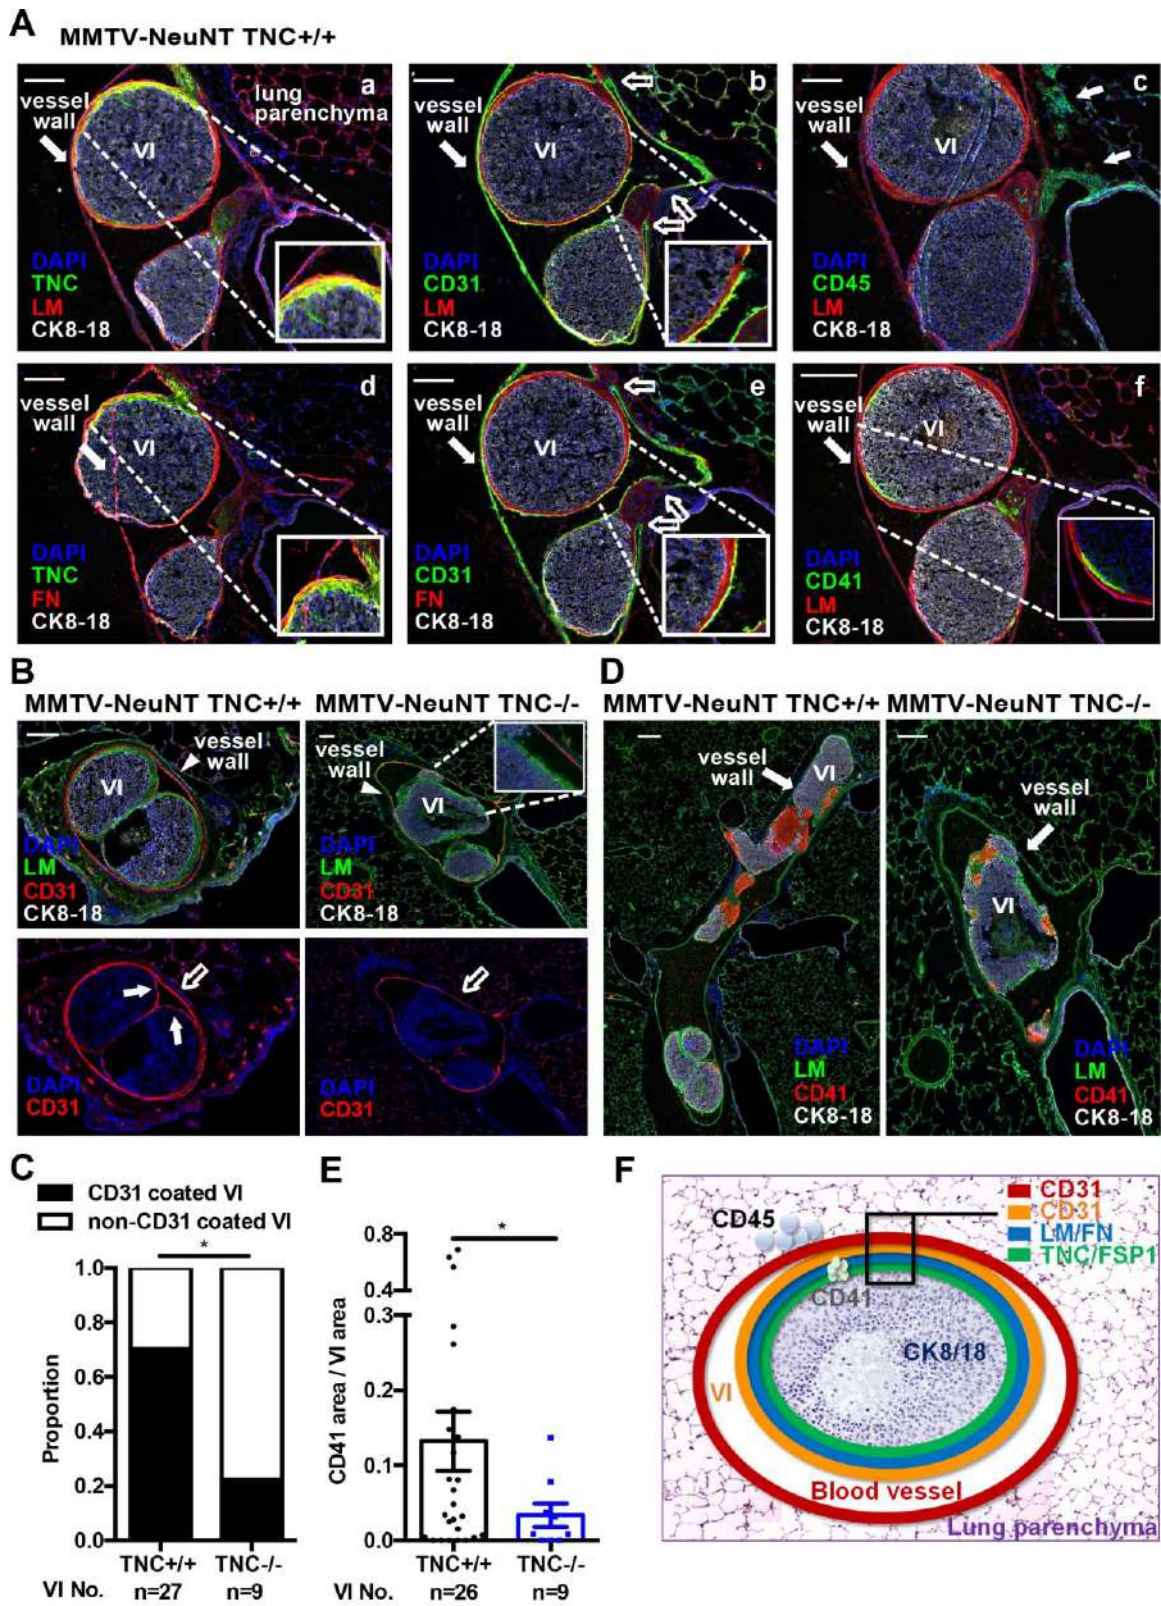 A
MMTV-NeuNT TNC+/+
a
vessel
wall
lung
parenchyma
VI
DAPI
TNC
LM
CK8-18
b
VI
DAPI
CD31
LM
CK8-18
c
vessel
wall
VI
DAPI
CD45
LM
CK8-18
d
vessel
wall
VI
DAPI
TNC
FN
CK8-18
e
vessel
wall
VI
DAPI
CD31
FN
CK8-18
f
vessel
wall
VI
DAPI
CD41
LM
CK8-18
B
MMTV-NeuNT TNC+/+
MMTV-NeuNT TNC-/-
vessel
wall
VI
DAPI
LM
CD31
CK8-18
vessel
wall
VI
DAPI
LM
CD31
CK8-18
DAPI
CD31
DAPI
CD31
D
MMTV-NeuNT TNC+/+
MMTV-NeuNT TNC-/-
vessel
wall
VI
DAPI
LM
CD41
CK8-18
vessel
wall
VI
DAPI
LM
CD41
CK8-18
C
CD31 coated VI
non-CD31 coated VI
*
1.0
0.8
0.6
0.4
0.2
0.0
Proportion
TNC+/+
TNC-/-
VI No.
n=27
n=9
E
*
0.8
0.4
0.3
0.2
0.1
0.0
CD41 area / VI area
TNC+/+
TNC-/-
VI No.
n=26
n=9
F
CD31
CD31
LM/FN
TNC/FSP1
CD45
CD41
CK8/18
VI
Blood vessel
Lung parenchyma